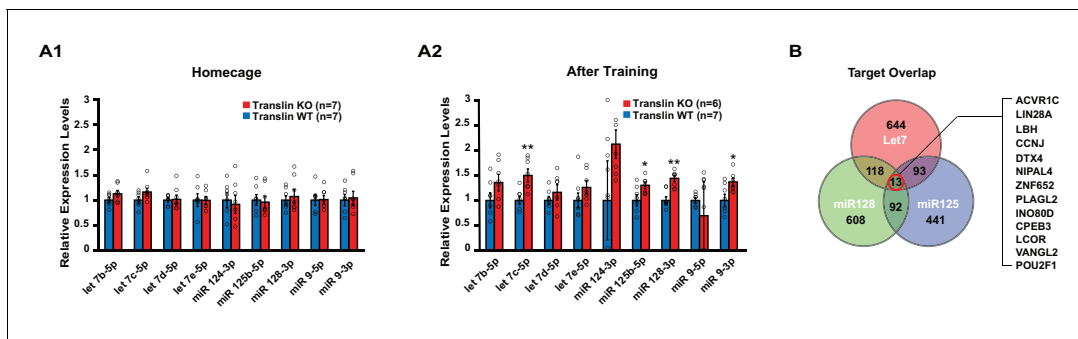 A1
Homecage
Relative Expression Levels
3
2.5
2
1.5
1
0.5
0
Translin KO (n=7)
Translin WT (n=7)
let 7b-5p
let 7c-5p
let 7d-5p
let 7e-5p
miR 124-3p
miR 125b-5p
miR 128-3p
miR 9-5p
miR 9-3p
A2
After Training
Relative Expression Levels
3
2.5
2
1.5
1
0.5
0
Translin KO (n=6)
Translin WT (n=7)
**
*
**
*
let 7b-5p
let 7c-5p
let 7d-5p
let 7e-5p
miR 124-3p
miR 125b-5p
miR 128-3p
miR 9-5p
miR 9-3p
B
Target Overlap
644
Let7
118
93
13
miR128
92
miR125
608
441
ACVR1C
LIN28A
LBH
CCNJ
DTX4
NIPAL4
ZNF652
PLAGL2
INO80D
CPEB3
LCOR
VANGL2
POU2F1